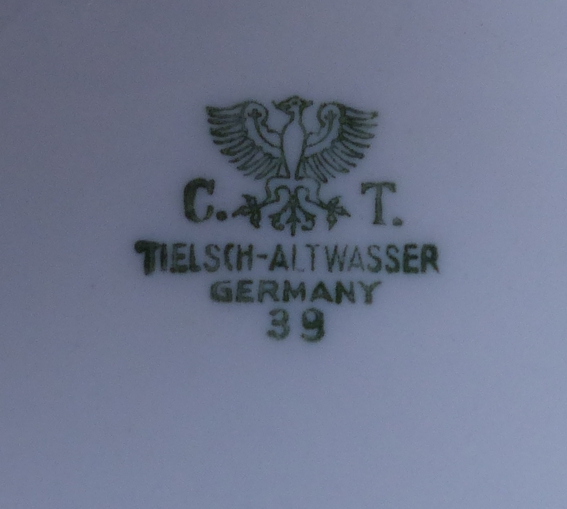 C. T.
TIELSCH-ALTWASSER
GERMANY
39